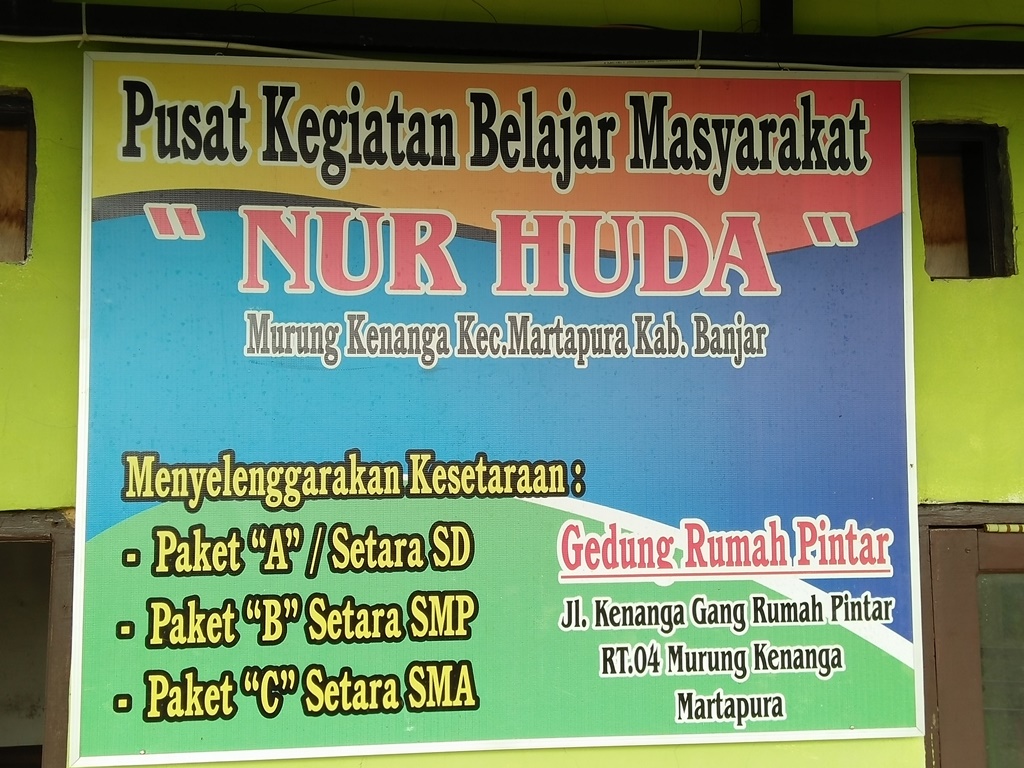 Pusat Kegiatan Belajar Masyarakat
" NUR HUDA "
Murung Kenanga Kec.Martapura Kab. Banjar
Menyelenggarakan Kesetaraan :
- Paket "A" / Setara SD
- Paket "B" Setara SMP
- Paket "C" Setara SMA
Gedung Rumah Pintar
Jl. Kenanga Gang Rumah Pintar
RT.04 Murung Kenanga
Martapura